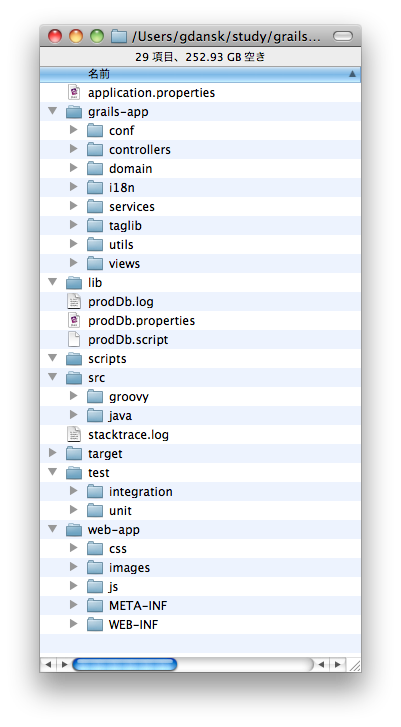 /Users/gdansk/study/grails...
29 項目、252.93 GB 空き
名前
application.properties
grails-app
conf
controllers
domain
i18n
services
taglib
utils
views
lib
prodDb.log
prodDb.properties
prodDb.script
scripts
src
groovy
java
stacktrace.log
target
test
integration
unit
web-app
css
images
js
META-INF
WEB-INF